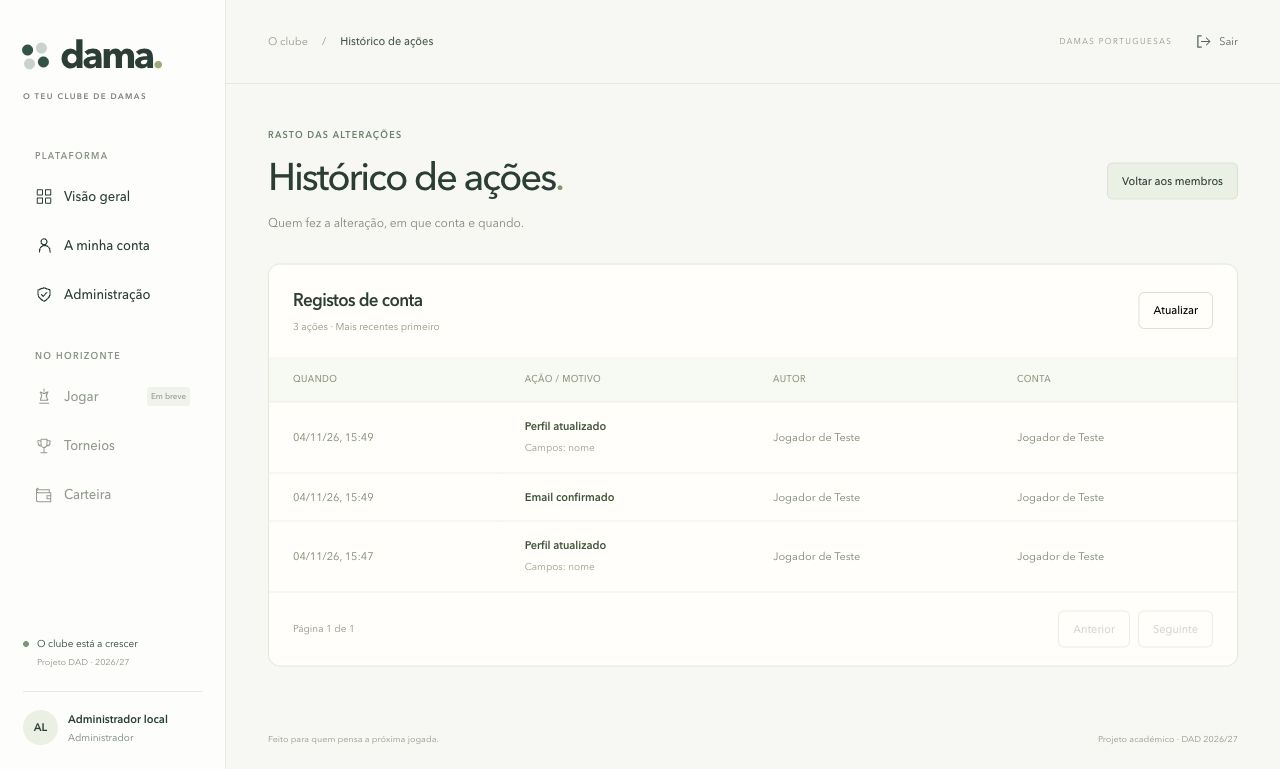 dama.
O TEU CLUBE DE DAMAS
PLATAFORMA
Visão geral
A minha conta
Administração
NO HORIZONTE
Jogar
Em breve
Torneios
Carteira
O clube está a crescer
Projeto DAD · 2026/27
AL
Administrador local
Administrador
O clube / Histórico de ações
DAMAS PORTUGUESAS
Sair
RASTO DAS ALTERAÇÕES
Histórico de ações.
Quem fez a alteração, em que conta e quando.
Voltar aos membros
Registos de conta
3 ações · Mais recentes primeiro
Atualizar
QUANDO AÇÃO / MOTIVO AUTOR CONTA
04/11/26, 15:49 Perfil atualizado Jogador de Teste Jogador de Teste
Campos: nome
04/11/26, 15:49 Email confirmado Jogador de Teste Jogador de Teste
04/11/26, 15:47 Perfil atualizado Jogador de Teste Jogador de Teste
Campos: nome
Página 1 de 1
Anterior Seguinte
Feito para quem pensa a próxima jogada.
Projeto académico · DAD 2026/27